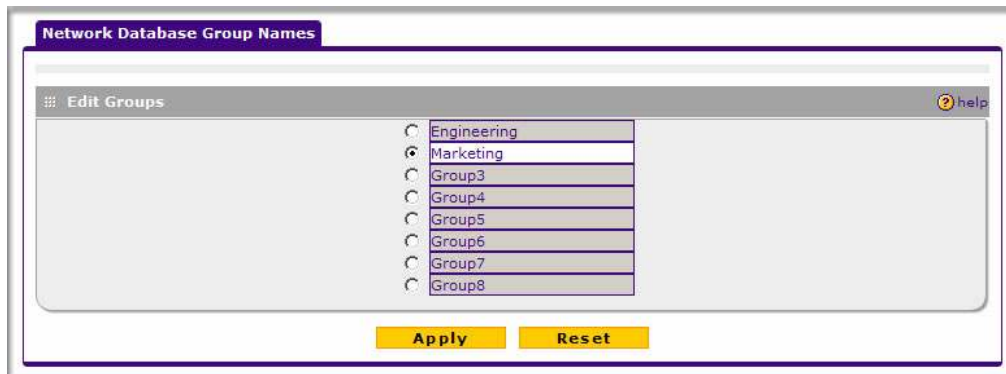 Network Database Group Names
Edit Groups
help
Engineering
Marketing
Group3
Group4
Group5
Group6
Group7
Group8
Apply
Reset